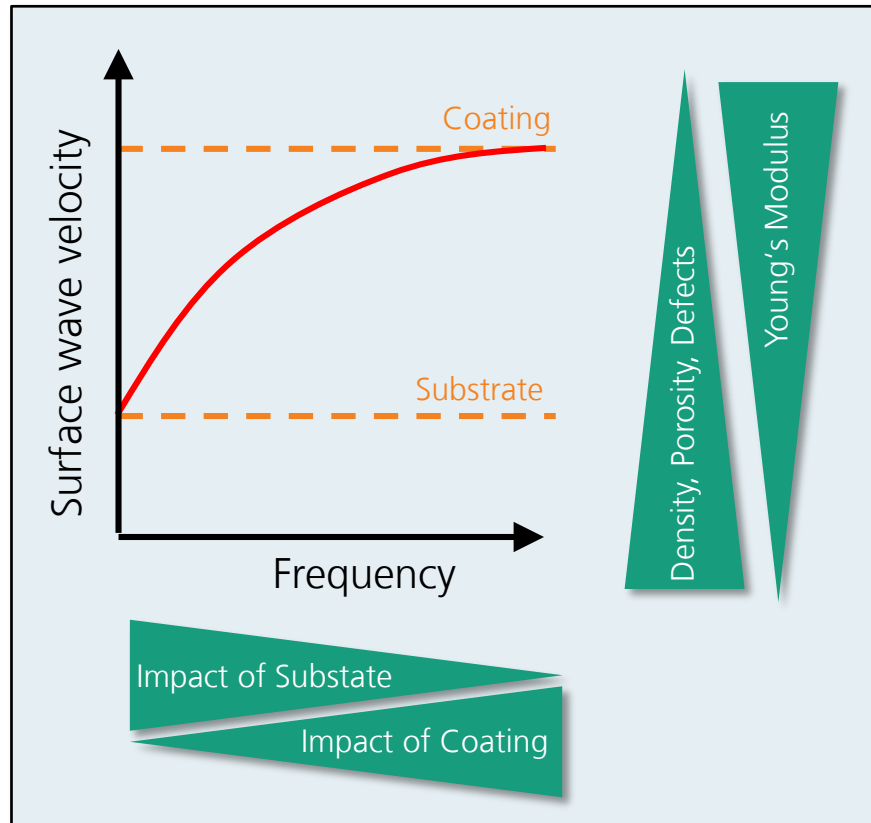 Surface wave velocity
Coating
Substrate
Frequency
Density, Porosity, Defects
Young's Modulus
Impact of Substate
Impact of Coating